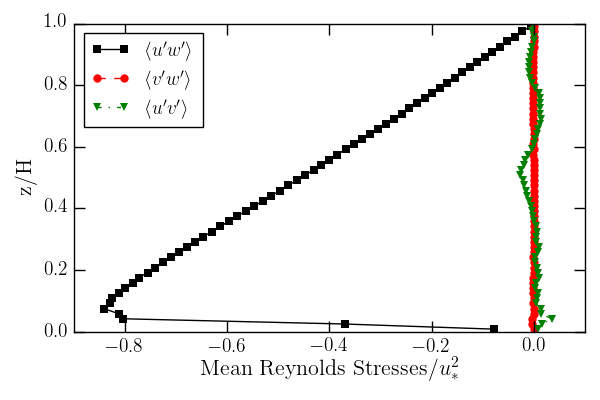 1.0
0.8
0.6
0.4
0.2
0.0
z/H
⟨u′w′⟩
⟨v′w′⟩
⟨u′v′⟩
−0.8 −0.6 −0.4 −0.2 0.0
Mean Reynolds Stresses/u²∗